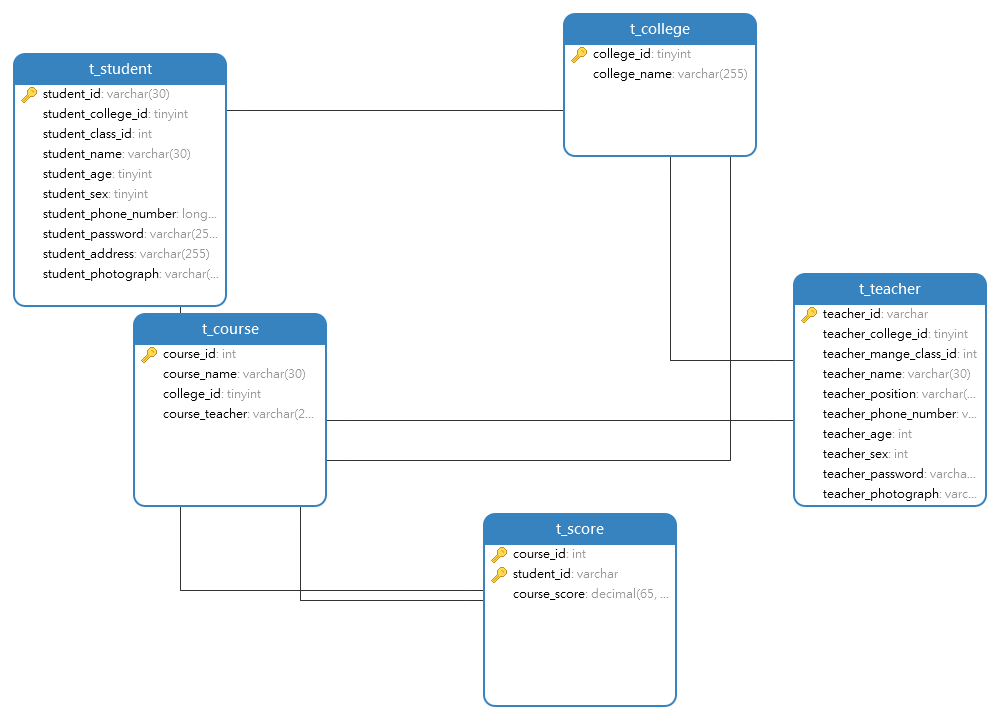 t_college
college_id: tinyint
college_name: varchar(255)
t_student
student_id: varchar(30)
student_college_id: tinyint
student_class_id: int
student_name: varchar(30)
student_age: tinyint
student_sex: tinyint
student_phone_number: long...
student_password: varchar(25...
student_address: varchar(255)
student_photograph: varchar(...
t_teacher
teacher_id: varchar
teacher_college_id: tinyint
teacher_mange_class_id: int
teacher_name: varchar(30)
teacher_position: varchar(...
teacher_phone_number: v...
teacher_age: int
teacher_sex: int
teacher_password: varcha...
teacher_photograph: varc...
t_course
course_id: int
course_name: varchar(30)
college_id: tinyint
course_teacher: varchar(2...
t_score
course_id: int
student_id: varchar
course_score: decimal(65, ...